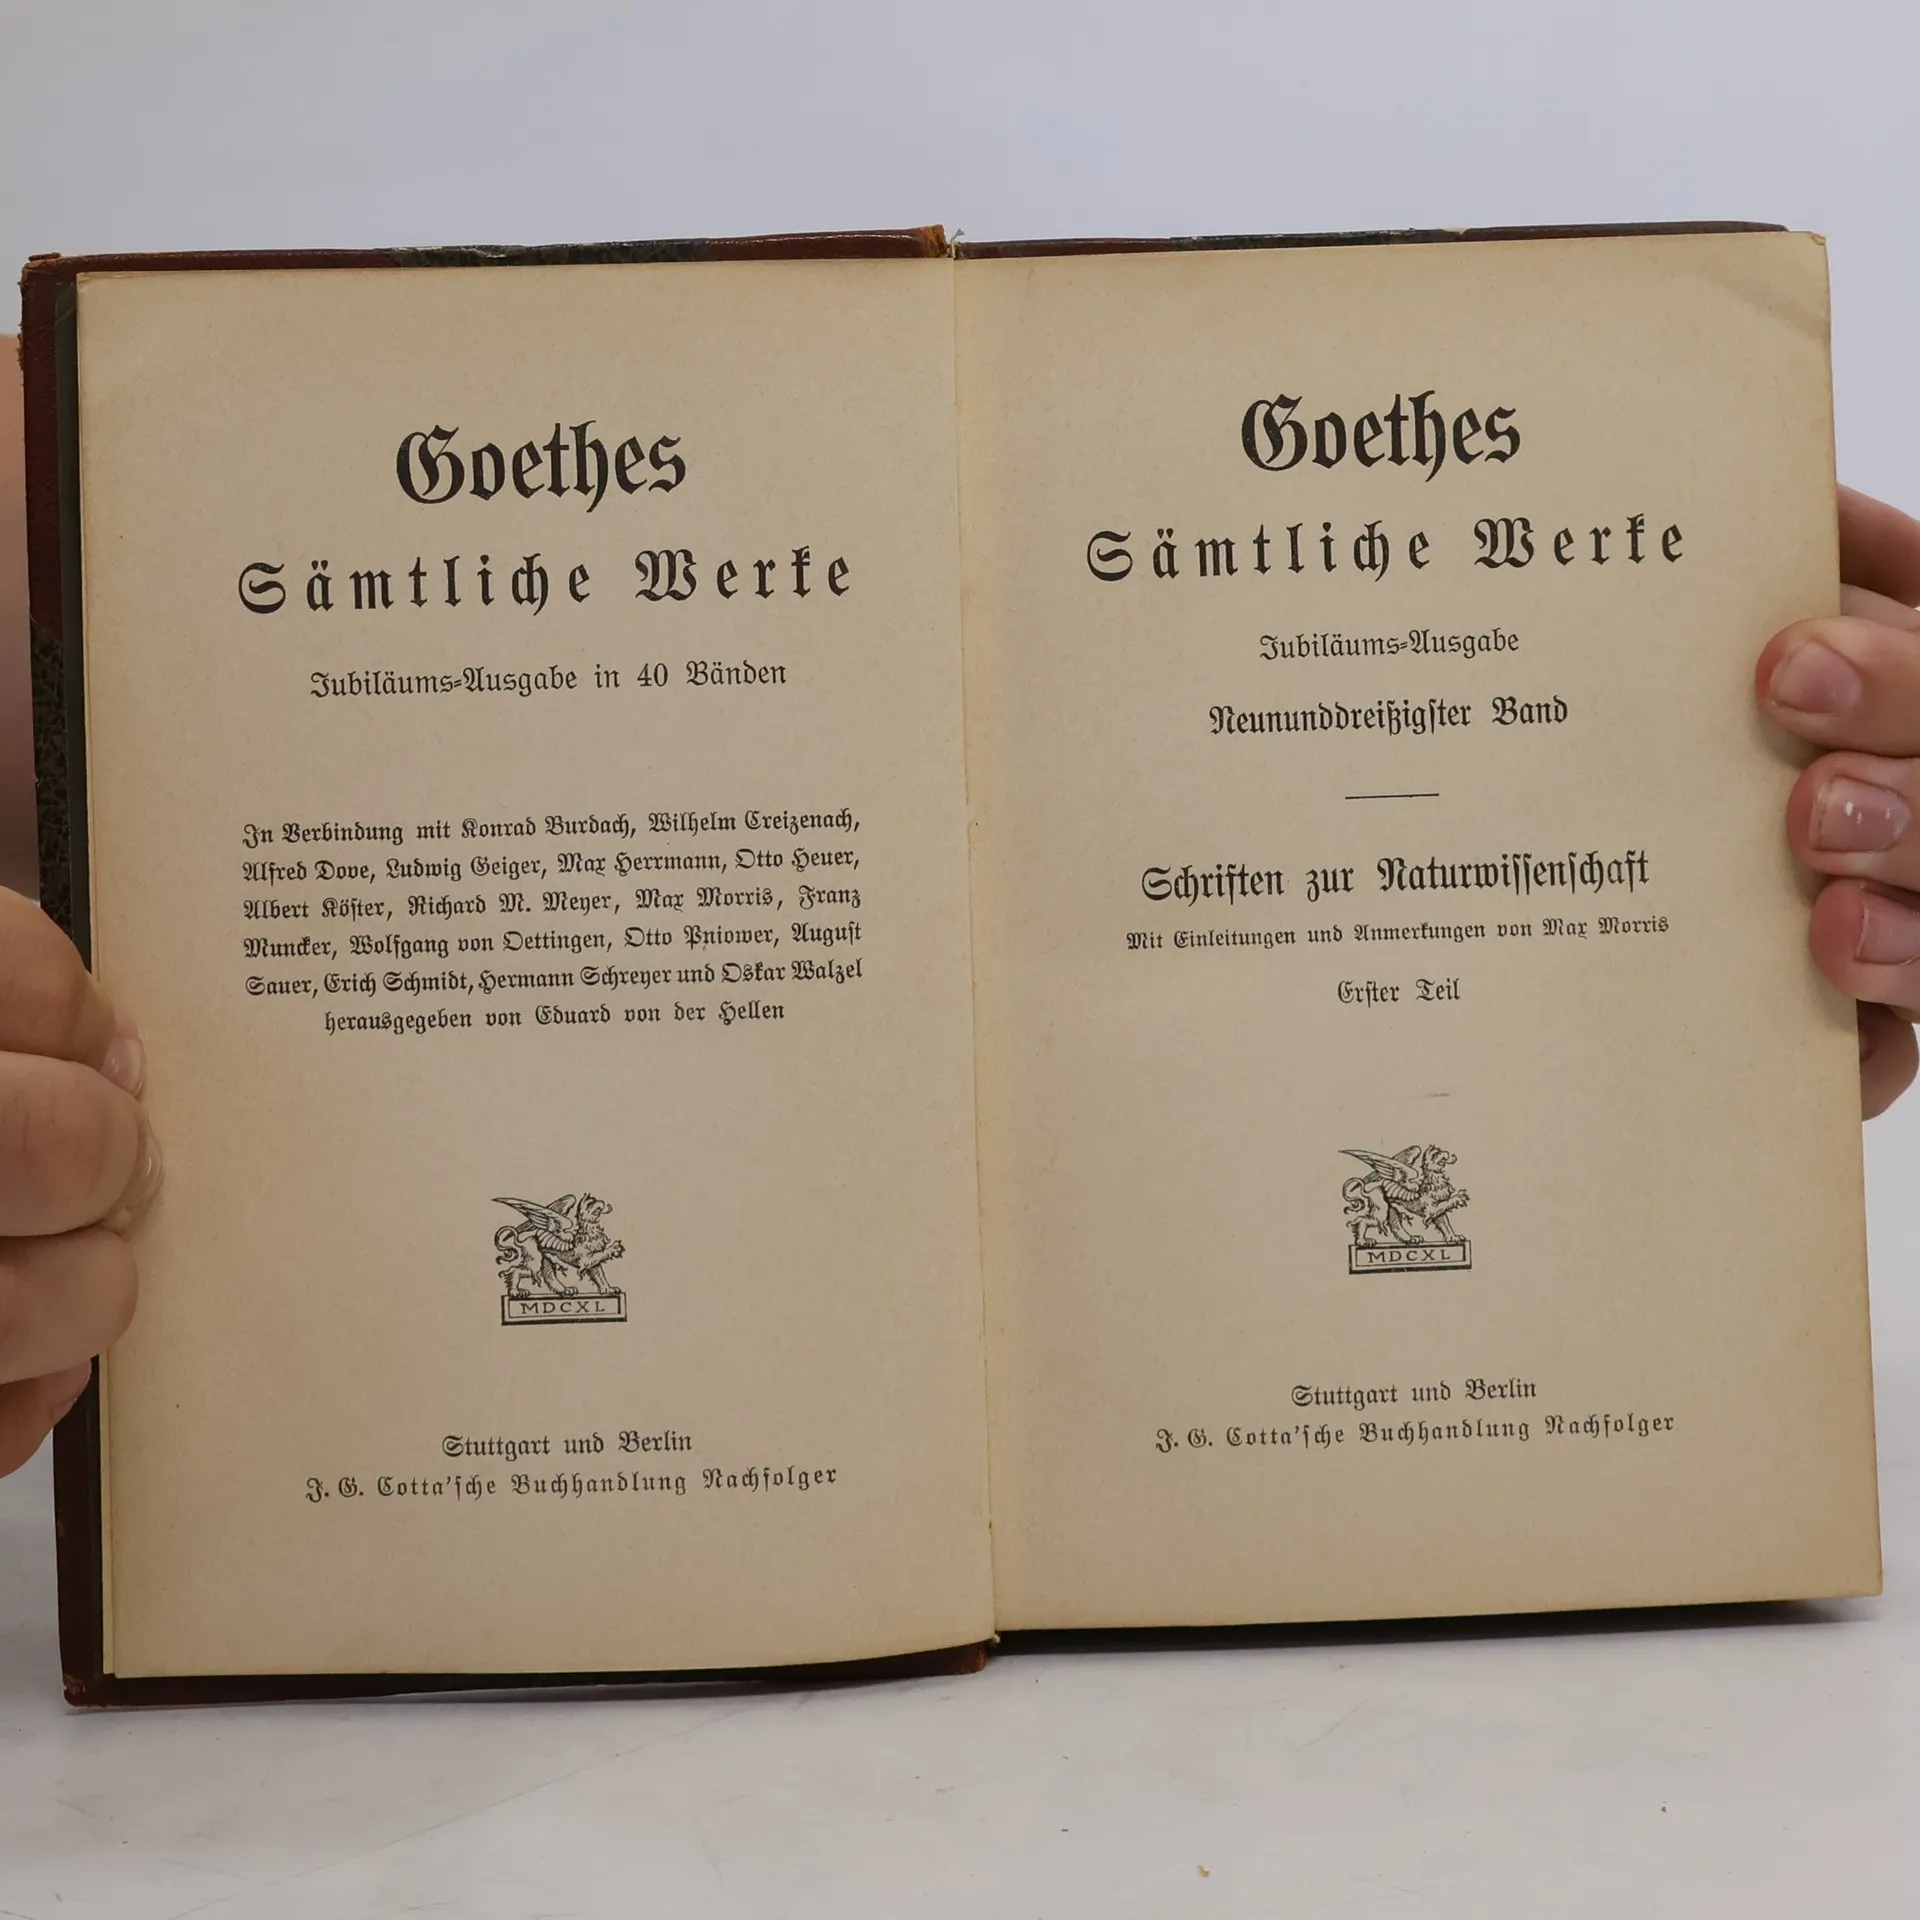 Goethes
Sämtliche Werke
Jubiläums-Ausgabe in 40 Bänden
In Verbindung mit Konrad Burdach, Wilhelm Creizenach,
Alfred Dove, Ludwig Geiger, Max Herrmann, Otto Heuer,
Albert Köster, Richard M. Meyer, Max Morris, Franz
Muncker, Wolfgang von Oettingen, Otto Pniower, August
Sauer, Erich Schmidt, Hermann Schreyer und Oskar Walzel
herausgegeben von Eduard von der Hellen
MDCXL
Stuttgart und Berlin
J. G. Cotta'sche Buchhandlung Nachfolger
Goethes
Sämtliche Werke
Jubiläums-Ausgabe
Neununddreißigster Band
Schriften zur Naturwissenschaft
Mit Einleitungen und Anmerkungen von Max Morris
Erster Teil
MDCXL
Stuttgart und Berlin
J. G. Cotta'sche Buchhandlung Nachfolger